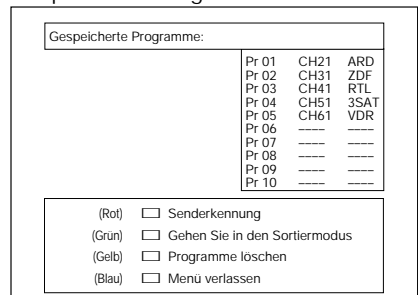 Gespeicherte Programme:
Pr 01 CH21 ARD
Pr 02 CH31 ZDF
Pr 03 CH41 RTL
Pr 04 CH51 3SAT
Pr 05 CH61 VDR
Pr 06 ---- ----
Pr 07 ---- ----
Pr 08 ---- ----
Pr 09 ---- ----
Pr 10 ---- ----
(Rot) Senderkennung
(Grün) Gehen Sie in den Sortiermodus
(Gelb) Programme löschen
(Blau) Menü verlassen